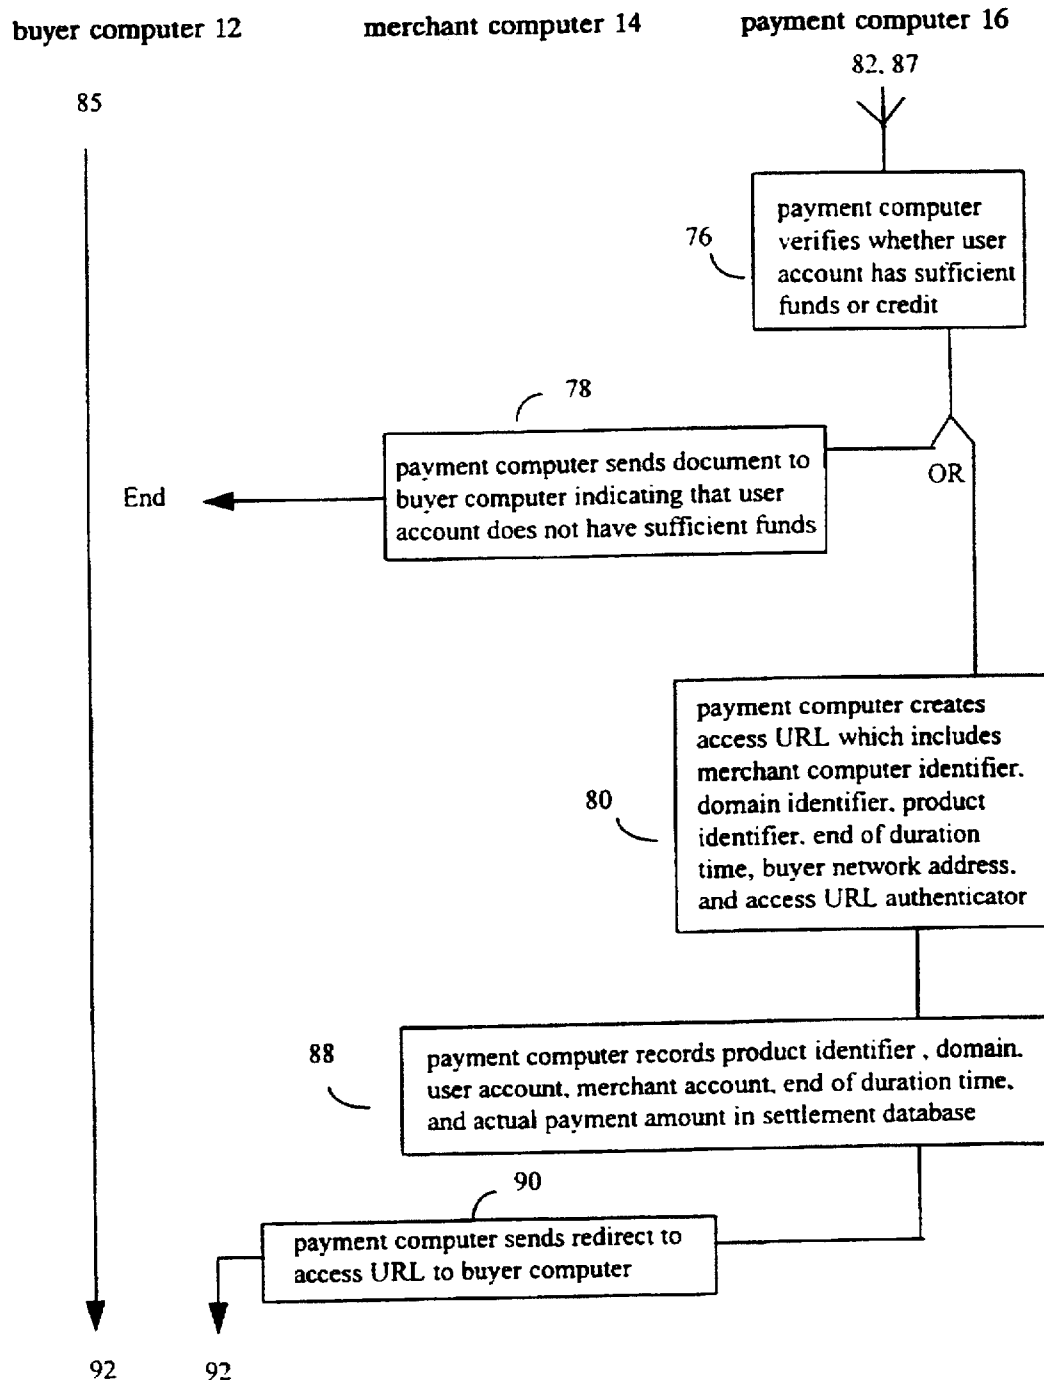 buyer computer 12
merchant computer 14
payment computer 16
82, 87
85
payment computer
verifies whether user
account has sufficient
funds or credit
76
78
payment computer sends document to
buyer computer indicating that user
account does not have sufficient funds
End
OR
payment computer creates
access URL which includes
merchant computer identifier,
domain identifier, product
identifier, end of duration
time, buyer network address,
and access URL authenticator
80
88
payment computer records product identifier , domain,
user account, merchant account, end of duration time,
and actual payment amount in settlement database
90
payment computer sends redirect to
access URL to buyer computer
92
92